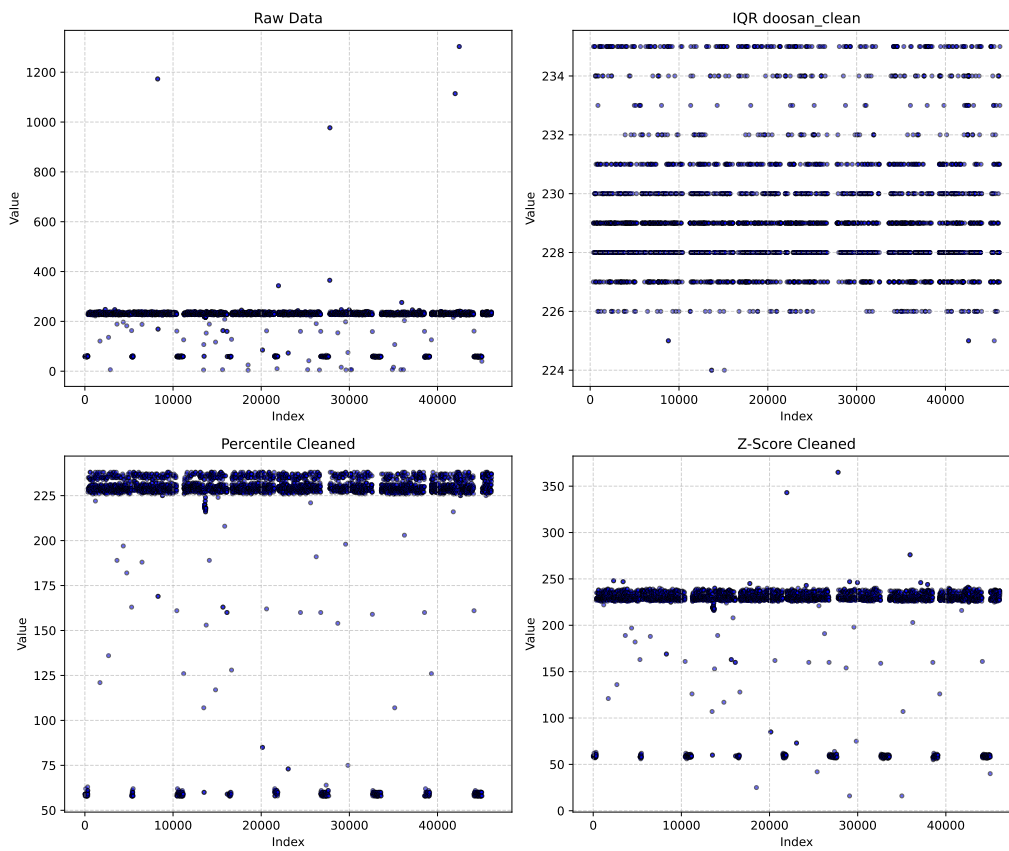 Raw Data
Value
1200
1000
800
600
400
200
0
0 10000 20000 30000 40000
Index
IQR doosan_clean
Value
234
232
230
228
226
224
0 10000 20000 30000 40000
Index
Percentile Cleaned
Value
225
200
175
150
125
100
75
50
0 10000 20000 30000 40000
Index
Z-Score Cleaned
Value
350
300
250
200
150
100
50
0
0 10000 20000 30000 40000
Index